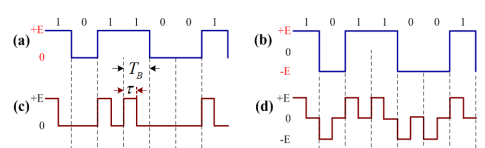 1 0 1 1 0 0 1
1 0 1 1 0 0 1
(a) +E
0
(b) +E
0
-E
T_B
τ
(c) +E
0
(d) +E
0
-E